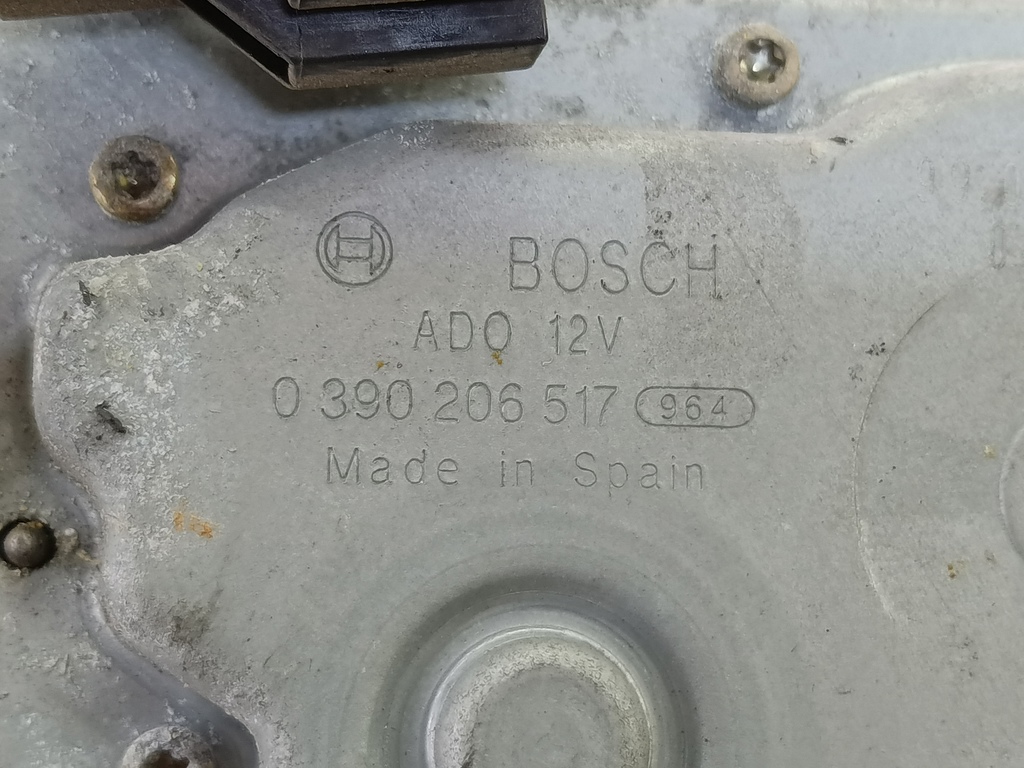 BOSCH
ADO 12V
0 390 206 517 964
Made in Spain